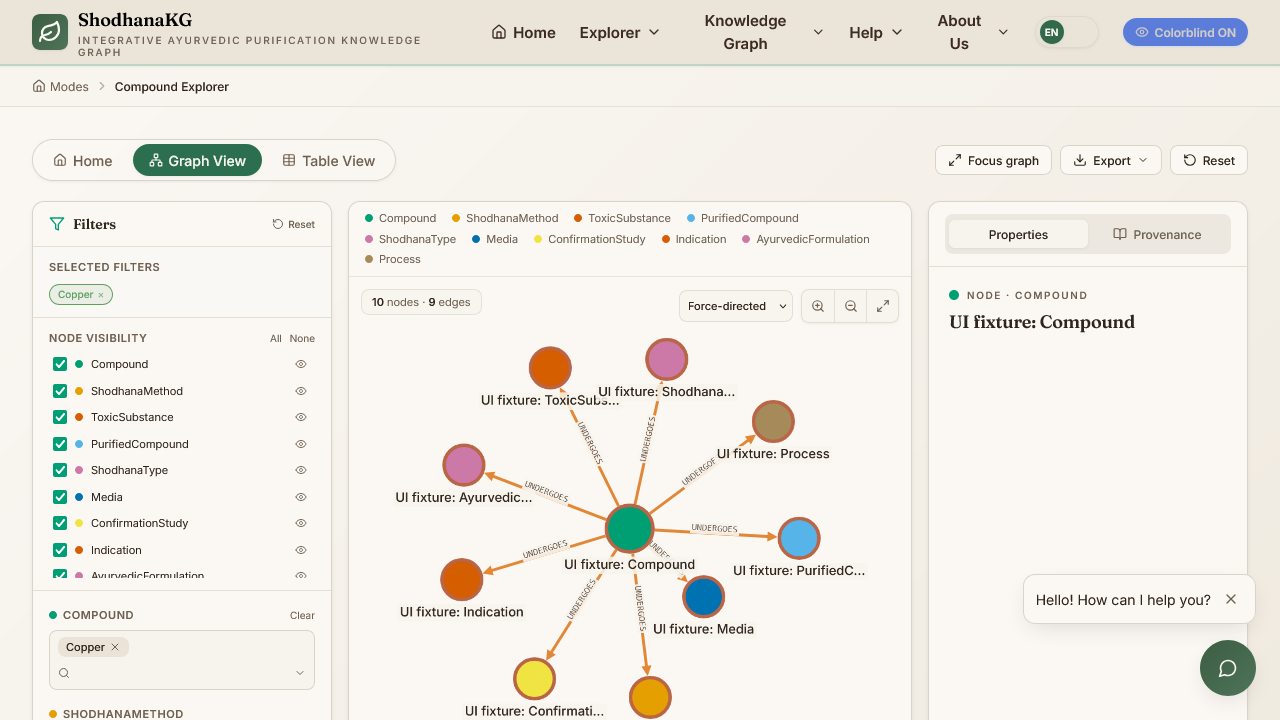 ShodhanaKG
INTEGRATIVE AYURVEDIC PURIFICATION KNOWLEDGE
GRAPH
Home
Explorer
Knowledge
Graph
Help
About
Us
EN
Colorblind ON
Modes
Compound Explorer
Home
Graph View
Table View
Focus graph
Export
Reset
Filters
Reset
SELECTED FILTERS
Copper ×
NODE VISIBILITY
All
None
Compound
ShodhanaMethod
ToxicSubstance
PurifiedCompound
ShodhanaType
Media
ConfirmationStudy
Indication
AyurvedicFormulation
COMPOUND
Clear
Copper ×
SHODHANAMETHOD
Compound
ShodhanaMethod
ToxicSubstance
PurifiedCompound
ShodhanaType
Media
ConfirmationStudy
Indication
AyurvedicFormulation
Process
10 nodes · 9 edges
Force-directed
UI fixture: ToxicSubs...
UI fixture: Shodhana...
UI fixture: Process
UI fixture: Ayurvedic...
UI fixture: Compound
UI fixture: PurifiedC...
UI fixture: Indication
UI fixture: Media
UI fixture: Confirmati...
UNDERGOES
UNDERGOES
UNDERGOES
UNDERGOES
UNDERGOES
UNDERGOES
UNDERGOES
UNDERGOES
Properties
Provenance
NODE · COMPOUND
UI fixture: Compound
Hello! How can I help you?